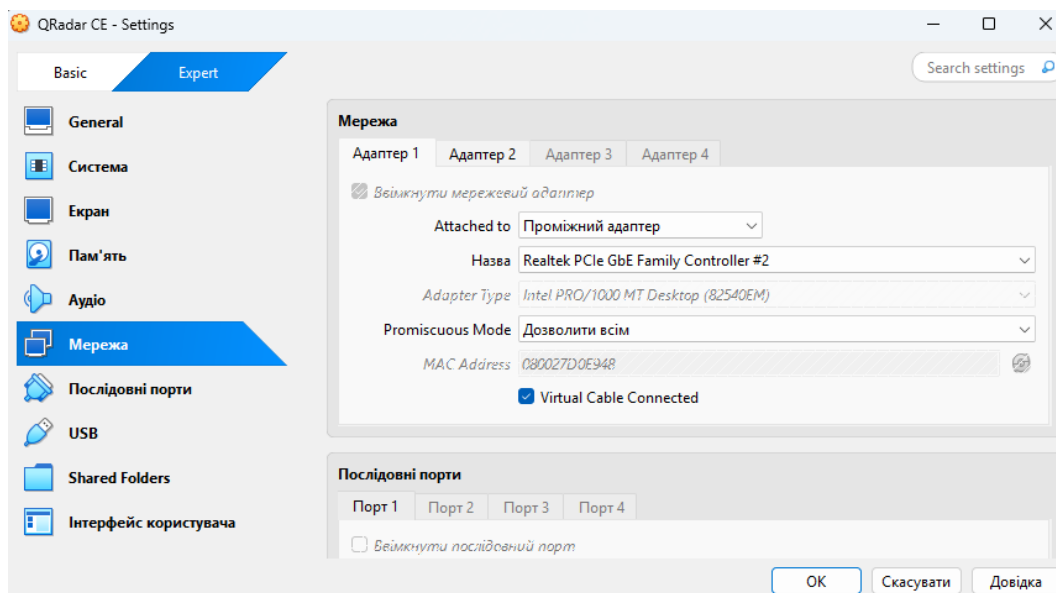 QRadar CE - Settings
Basic
Expert
Search settings
General
Система
Екран
Пам'ять
Аудіо
Мережа
Послідовні порти
USB
Shared Folders
Інтерфейс користувача
Мережа
Адаптер 1 Адаптер 2 Адаптер 3 Адаптер 4
Ввімкнути мережевий адаптер
Attached to Проміжний адаптер
Назва Realtek PCIe GbE Family Controller #2
Adapter Type Intel PRO/1000 MT Desktop (82540EM)
Promiscuous Mode Дозволити всім
MAC Address 080027D0E948
Virtual Cable Connected
Послідовні порти
Порт 1 Порт 2 Порт 3 Порт 4
Ввімкнути послідовний порт
OK Скасувати Довідка